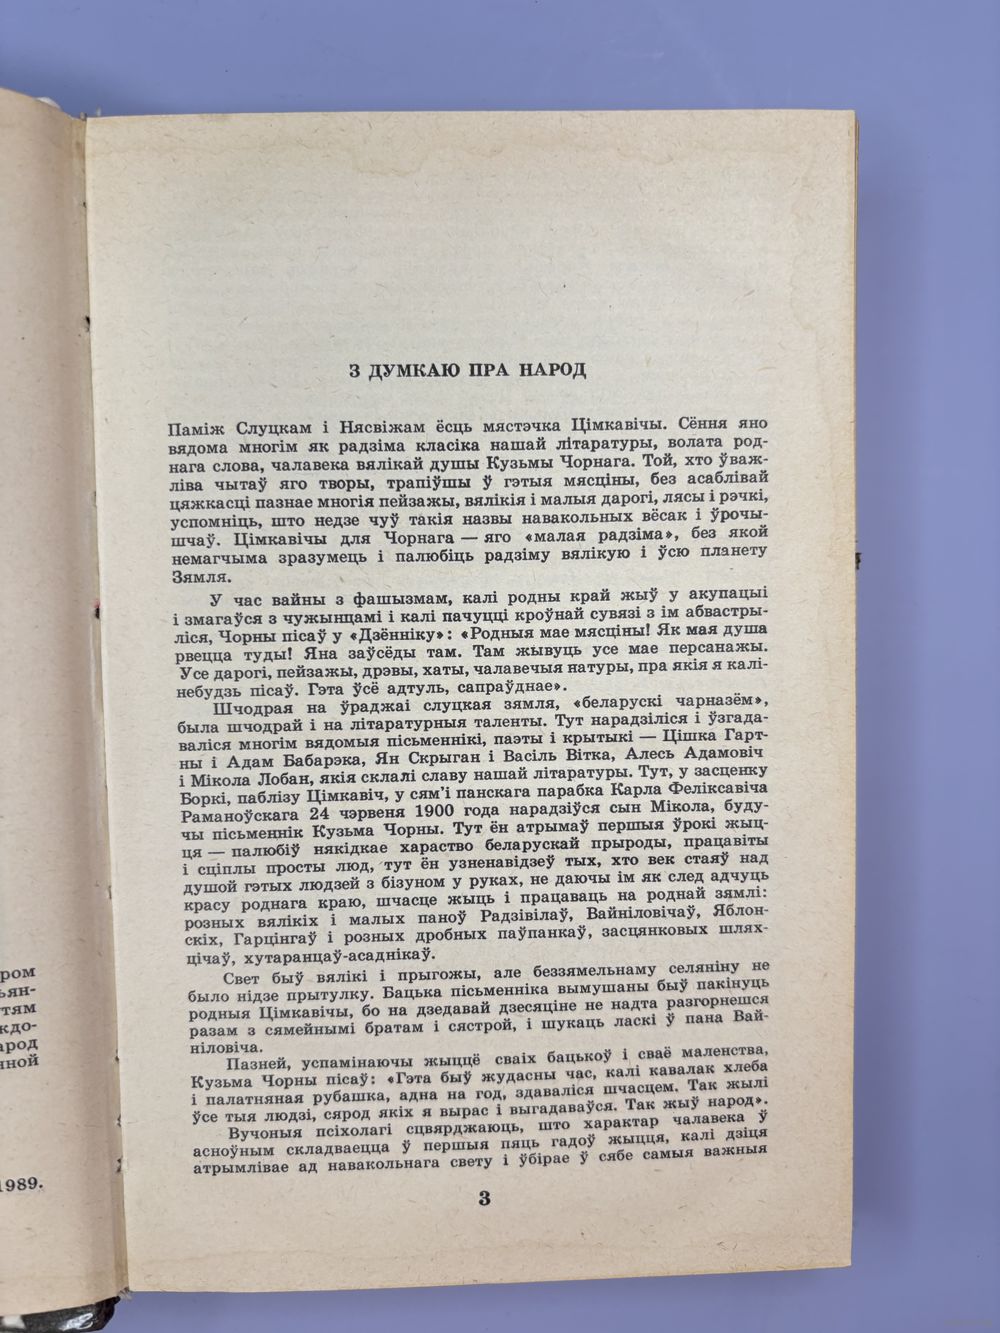 З ДУМКАЮ ПРА НАРОД
Паміж Слуцкам і Нясвіжам ёсць мястэчка Цімкавічы. Сёння яно
вядома многім як радзіма класіка нашай літаратуры, волата род-
нага слова, чалавека вялікай душы Кузьмы Чорнага. Той, хто ўваж-
ліва чытаў яго творы, трапіўшы ў гэтыя мясціны, без асаблівай
цяжкасці пазнае многія пейзажы, вялікія і малыя дарогі, лясы і рэчкі,
успомніць, што недзе чуў такія назвы навакольных вёсак і ўрочы-
шчаў. Цімкавічы для Чорнага — яго «малая радзіма», без якой
немагчыма зразумець і палюбіць радзіму вялікую і ўсю планету
Зямля.
У час вайны з фашызмам, калі родны край жыў у акупацыі
і змагаўся з чужынцамі і калі пачуцці кроўнай сувязі з ім абвастры-
ліся, Чорны пісаў у «Дзённіку»: «Родныя мае мясціны! Як мая душа
рвецца туды! Яна заўсёды там. Там жывуць усе мае персанажы.
Усе дарогі, пейзажы, дрэвы, хаты, чалавечыя натуры, пра якія я калі-
небудзь пісаў. Гэта ўсё адтуль, сапраўднае».
Шчодрая на ўраджаі слуцкая зямля, «беларускі чарназём»,
была шчодрай і на літаратурныя таленты. Тут нарадзіліся і ўзгада-
валіся многім вядомыя пісьменнікі, паэты і крытыкі — Цішка Гарт-
ны і Адам Бабарэка, Ян Скрыган і Васіль Вітка, Алесь Адамовіч
і Мікола Лобан, якія склалі славу нашай літаратуры. Тут, у засценку
Боркі, паблізу Цімкавіч, у сям’і панскага парабка Карла Феліксавіча
Раманоўскага 24 чэрвеня 1900 года нарадзіўся сын Мікола, буду-
чы пісьменнік Кузьма Чорны. Тут ён атрымаў першыя ўрокі жыц-
ця — палюбіў някідкае хараство беларускай прыроды, працавіты
і сціплы просты люд, тут ён узненавідзеў тых, хто век стаяў над
душой гэтых людзей з бізуном у руках, не даючы ім як след адчуць
красу роднага краю, шчасце жыць і працаваць на роднай зямлі:
розных вялікіх і малых паноў Радзівілаў, Вайніловічаў, Яблон-
скіх, Гарцінгаў і розных дробных паўпанкаў, засцянковых шлях-
цічаў, хутаранцаў-асаднікаў.
Свет быў вялікі і прыгожы, але беззямельнаму селяніну не
было нідзе прытулку. Бацька пісьменніка вымушаны быў пакінуць
родныя Цімкавічы, бо на дзедавай дзесяціне не надта разгорнешся
разам з сямейнымі братам і сястрой, і шукаць ласкі ў пана Вай-
ніловіча.
Пазней, успамінаючы жыццё сваіх бацькоў і сваё маленства,
Кузьма Чорны пісаў: «Гэта быў жудасны час, калі кавалак хлеба
і палатняная рубашка, адна на год, здаваліся шчасцем. Так жылі
ўсе тыя людзі, сярод якіх я вырас і выгадаваўся. Так жыў народ».
Вучоныя псіхолагі сцвярджаюць, што характар чалавека ў
асноўным складваецца ў першыя пяць гадоў жыцця, калі дзіця
атрымлівае ад навакольнага свету і ўбірае ў сябе самыя важныя
3
ром
ьян-
тям
кдо-
арод
нной
1989.